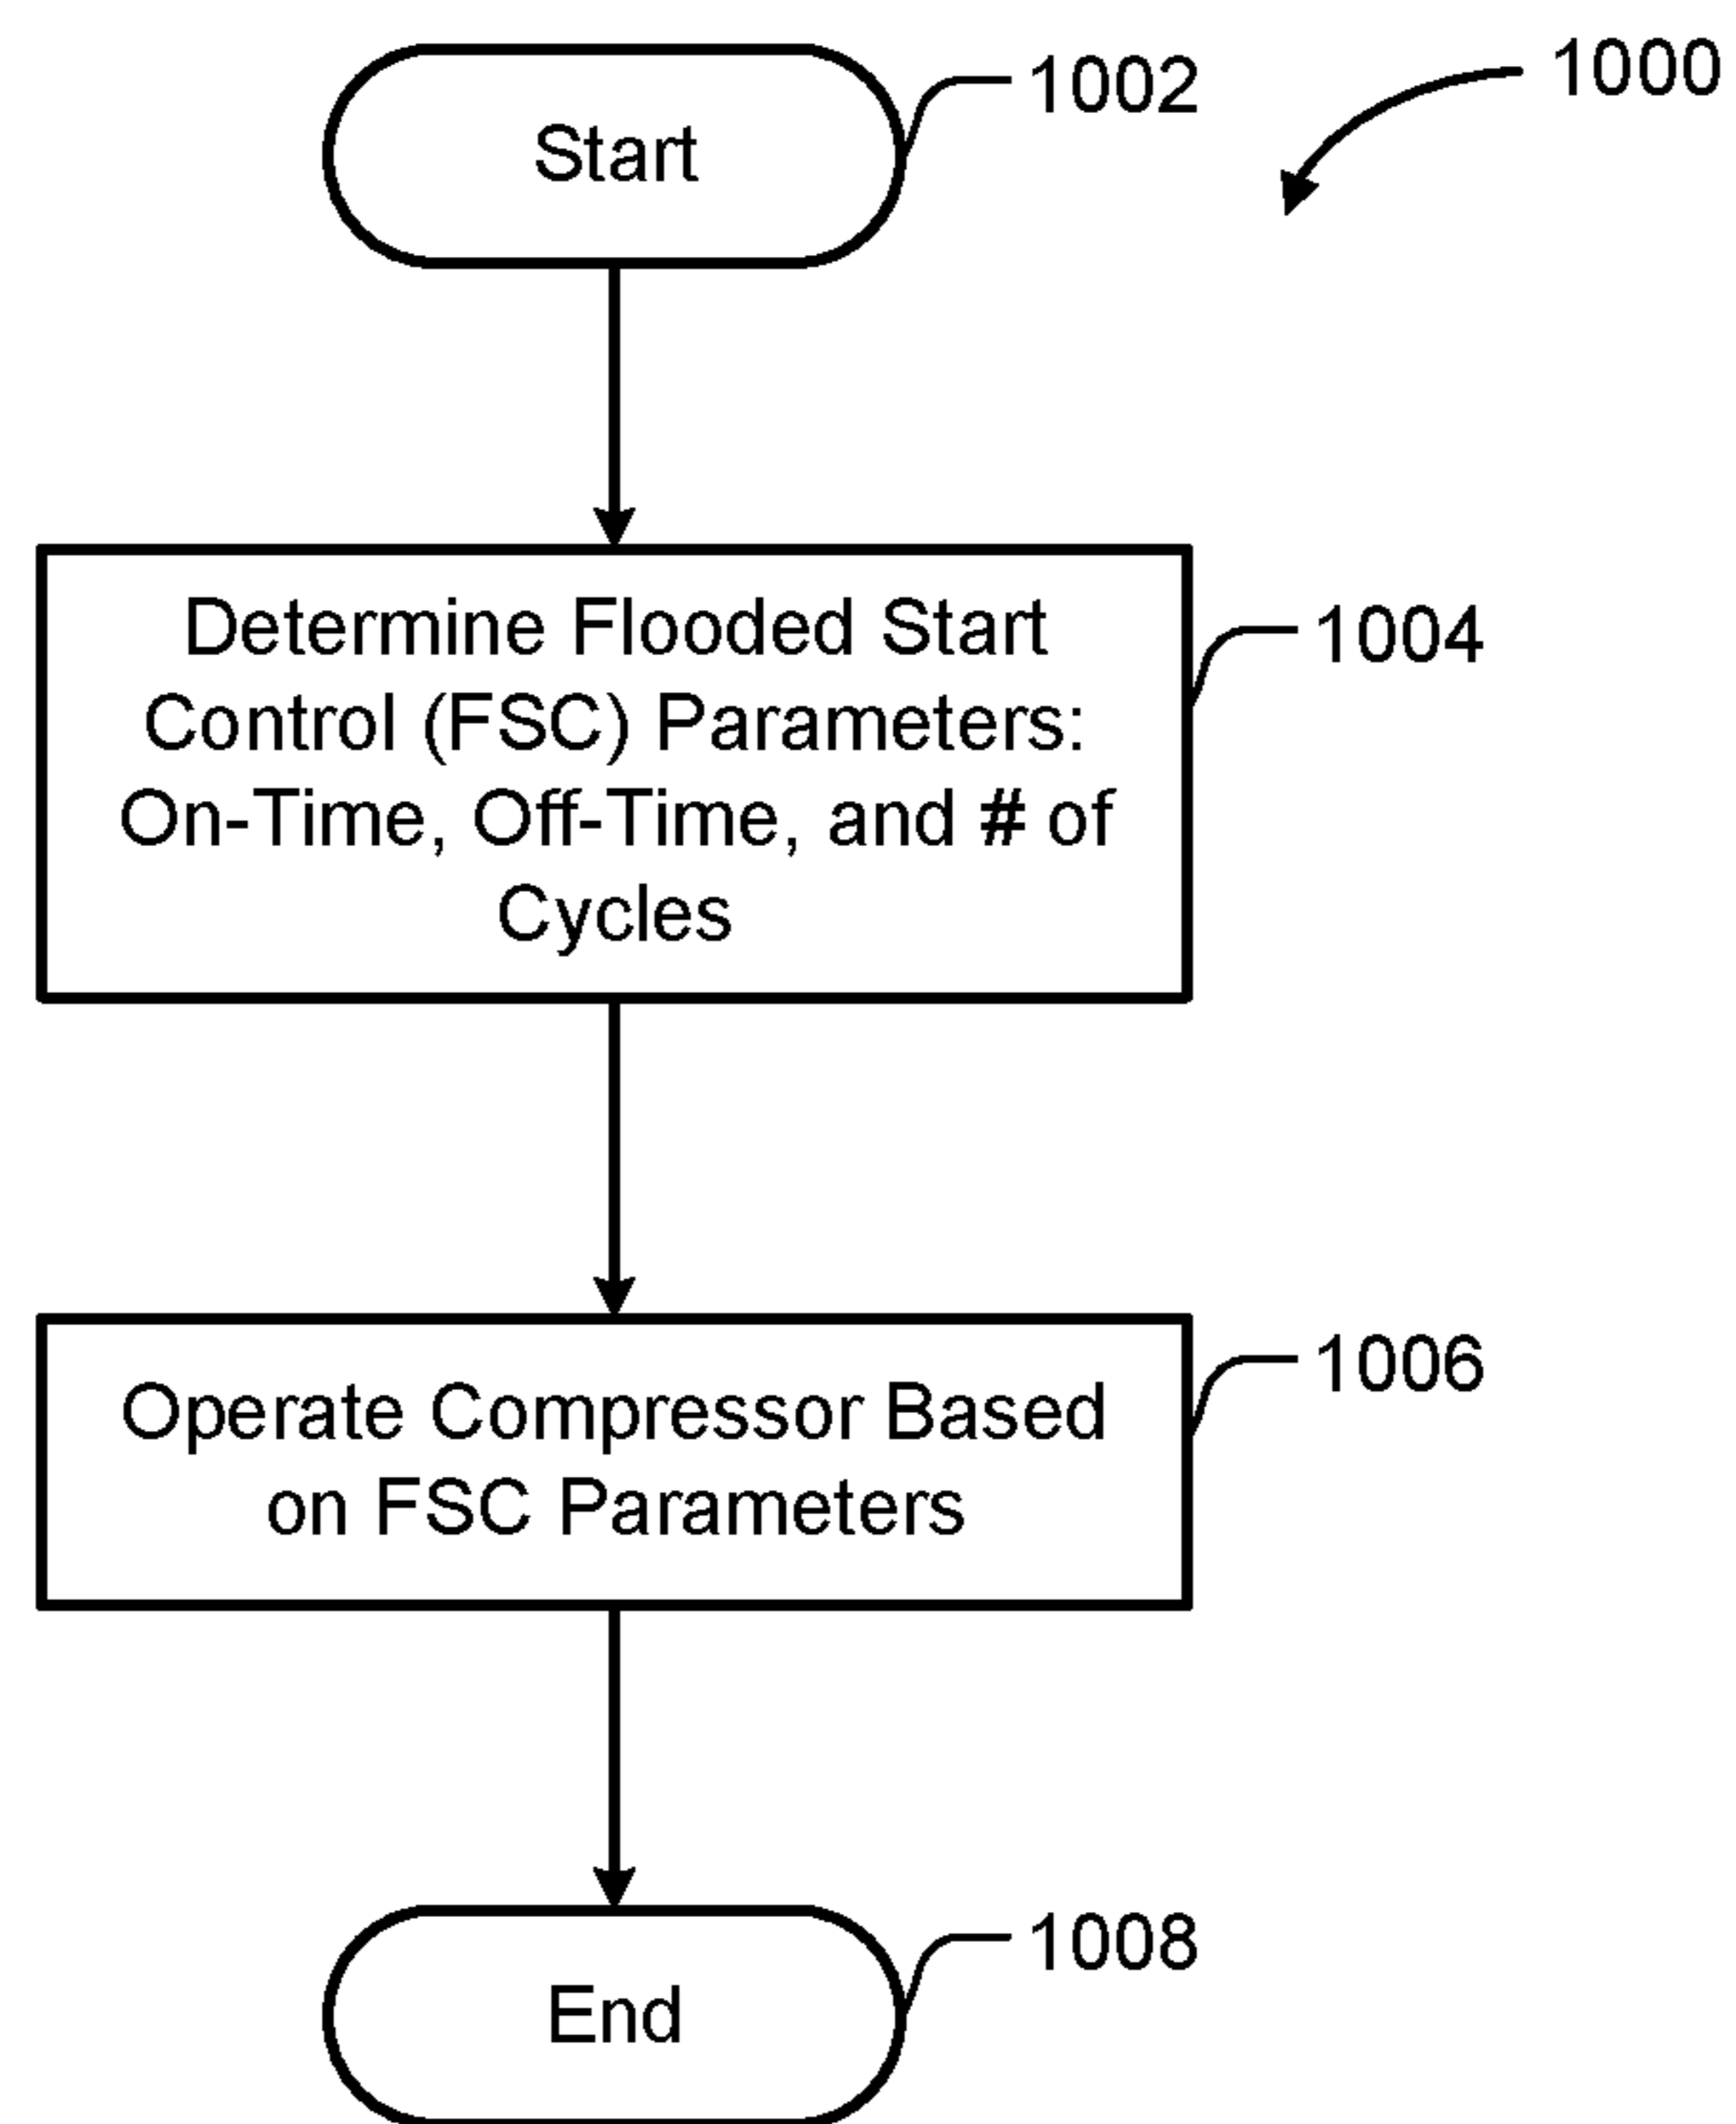 1000
Start
1002
Determine Flooded Start
Control (FSC) Parameters:
On-Time, Off-Time, and # of
Cycles
1004
Operate Compressor Based
on FSC Parameters
1006
End
1008